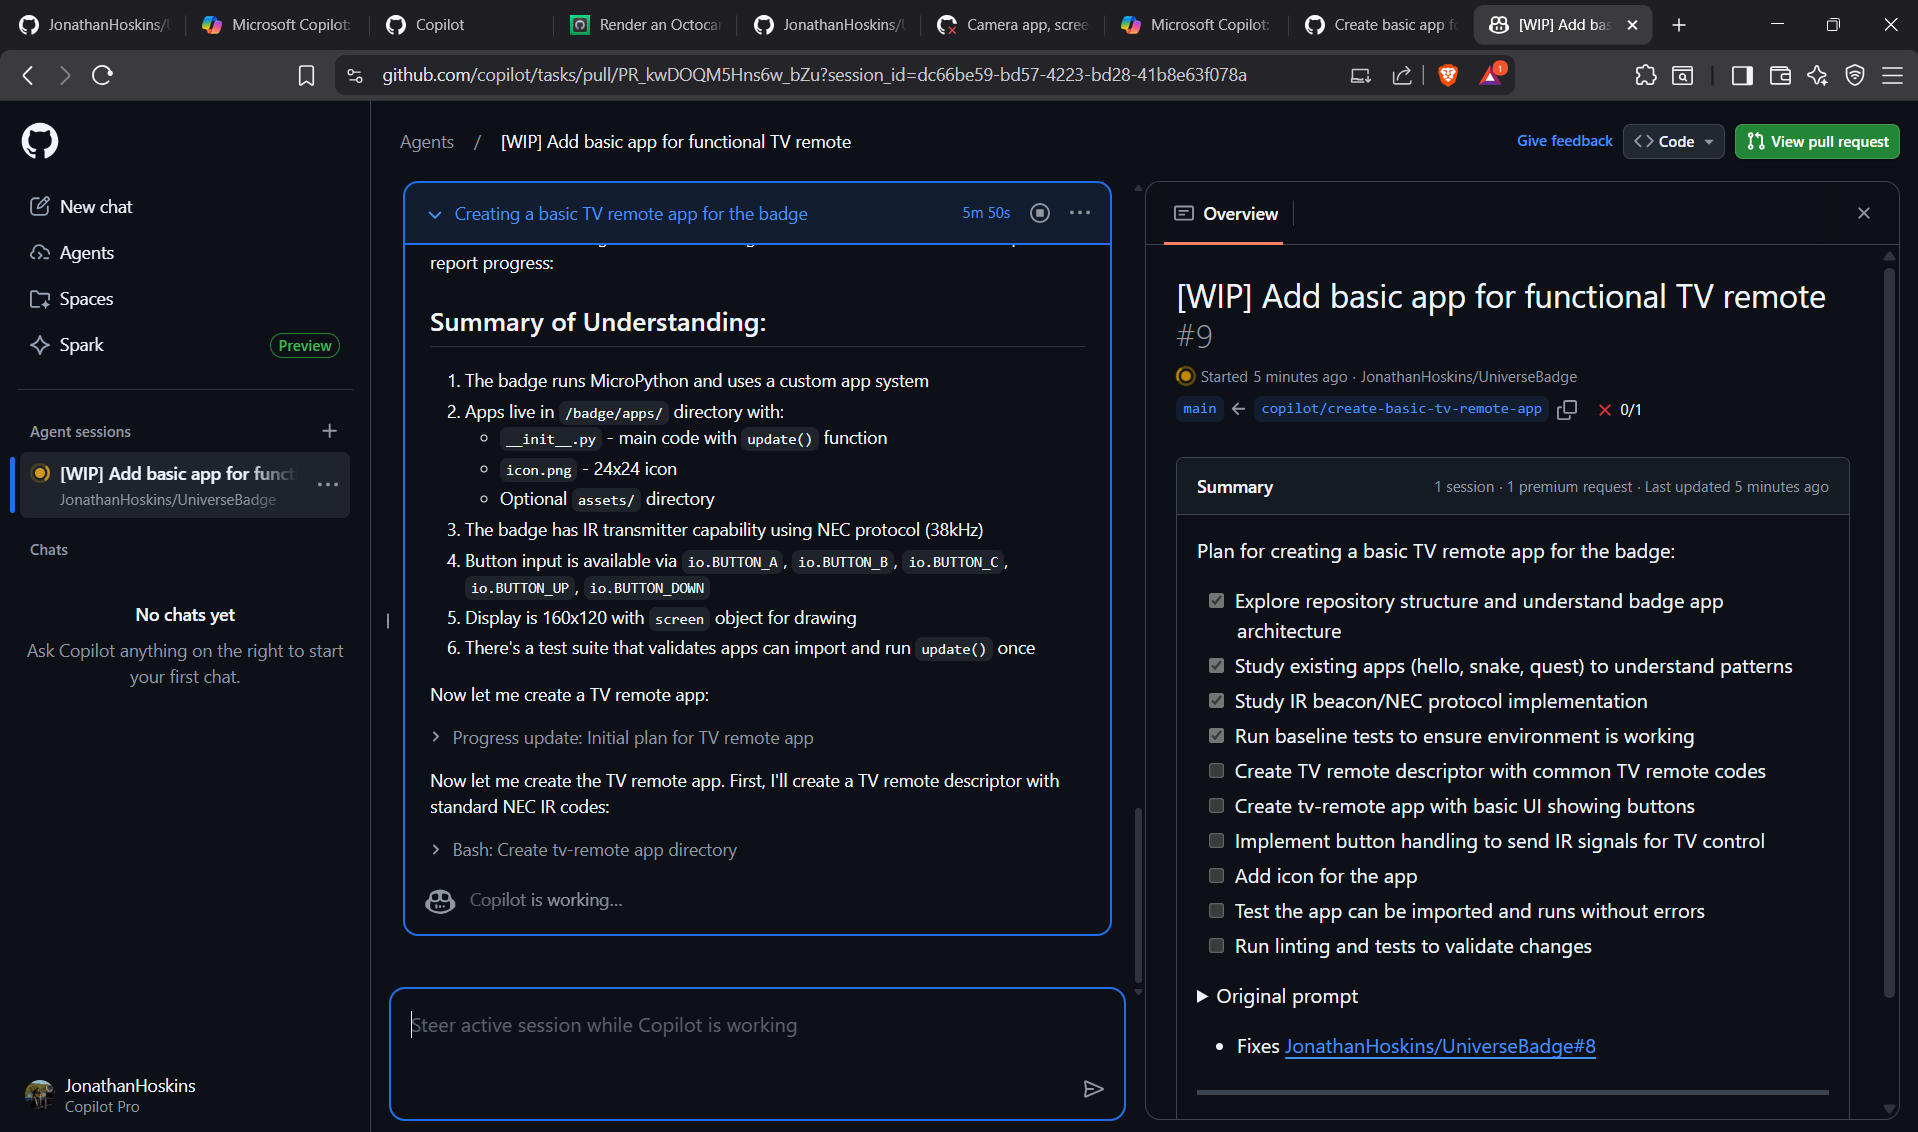 JonathanHoskins/
Microsoft Copilot:
Copilot
Render an Octoca
JonathanHoskins/
Camera app, scree
Microsoft Copilot:
Create basic app f
[WIP] Add bas
github.com/copilot/tasks/pull/PR_kwDOQM5Hns6w_bZu?session_id=dc66be59-bd57-4223-bd28-41b8e63f078a
1
New chat
Agents
Spaces
Spark
Preview
Agent sessions
[WIP] Add basic app for funct
JonathanHoskins/UniverseBadge
Chats
No chats yet
Ask Copilot anything on the right to start
your first chat.
JonathanHoskins
Copilot Pro
Agents / [WIP] Add basic app for functional TV remote
Give feedback
Code
View pull request
Creating a basic TV remote app for the badge
5m 50s
report progress:
Summary of Understanding:
1. The badge runs MicroPython and uses a custom app system
2. Apps live in /badge/apps/ directory with:
__init__.py - main code with update() function
icon.png - 24x24 icon
Optional assets/ directory
3. The badge has IR transmitter capability using NEC protocol (38kHz)
4. Button input is available via io.BUTTON_A, io.BUTTON_B, io.BUTTON_C,
io.BUTTON_UP, io.BUTTON_DOWN
5. Display is 160x120 with screen object for drawing
6. There's a test suite that validates apps can import and run update() once
Now let me create a TV remote app:
Progress update: Initial plan for TV remote app
Now let me create the TV remote app. First, I'll create a TV remote descriptor with
standard NEC IR codes:
Bash: Create tv-remote app directory
Copilot is working...
Steer active session while Copilot is working
Overview
[WIP] Add basic app for functional TV remote
#9
Started 5 minutes ago · JonathanHoskins/UniverseBadge
main ← copilot/create-basic-tv-remote-app 0/1
Summary
1 session · 1 premium request · Last updated 5 minutes ago
Plan for creating a basic TV remote app for the badge:
Explore repository structure and understand badge app
architecture
Study existing apps (hello, snake, quest) to understand patterns
Study IR beacon/NEC protocol implementation
Run baseline tests to ensure environment is working
Create TV remote descriptor with common TV remote codes
Create tv-remote app with basic UI showing buttons
Implement button handling to send IR signals for TV control
Add icon for the app
Test the app can be imported and runs without errors
Run linting and tests to validate changes
Original prompt
Fixes JonathanHoskins/UniverseBadge#8